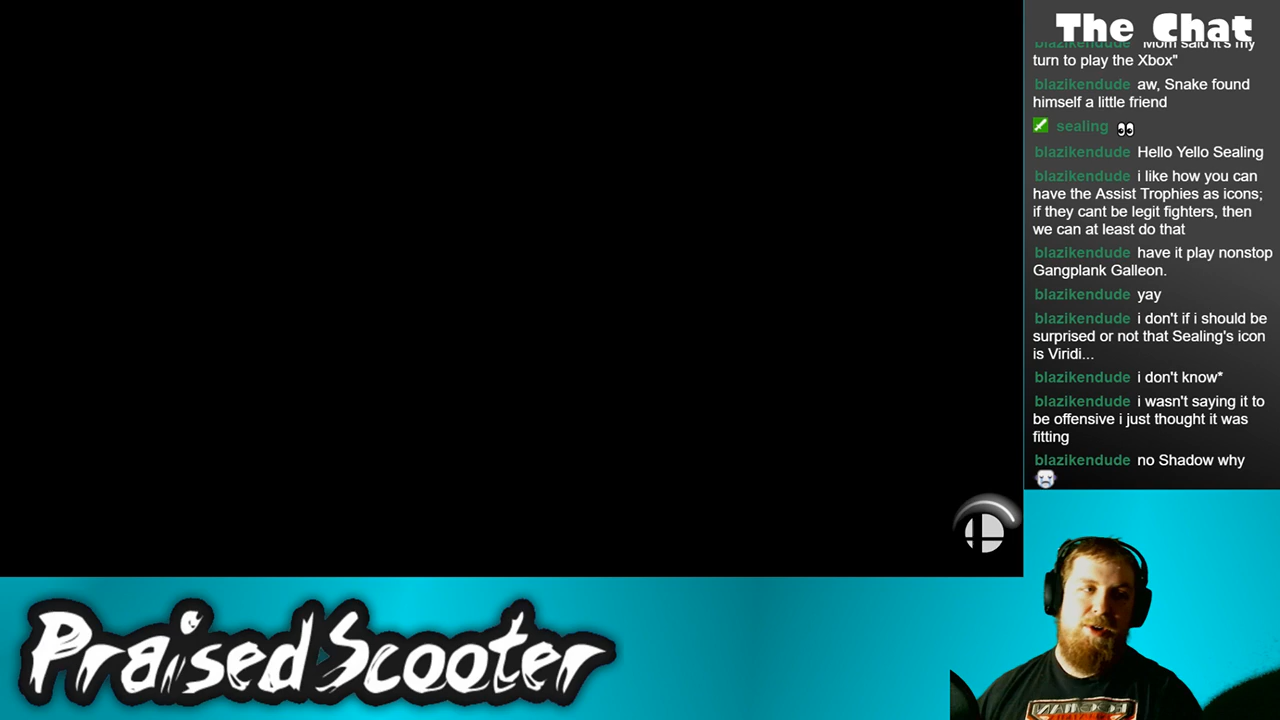 The Chat
blazikendude "Mom said it's my
turn to play the Xbox"
blazikendude aw, Snake found
himself a little friend
sealing
blazikendude Hello Yello Sealing
blazikendude i like how you can
have the Assist Trophies as icons;
if they cant be legit fighters, then
we can at least do that
blazikendude have it play nonstop
Gangplank Galleon.
blazikendude yay
blazikendude i don't if i should be
surprised or not that Sealing's icon
is Viridi...
blazikendude i don't know*
blazikendude i wasn't saying it to
be offensive i just thought it was
fitting
blazikendude no Shadow why
PraisedScooter